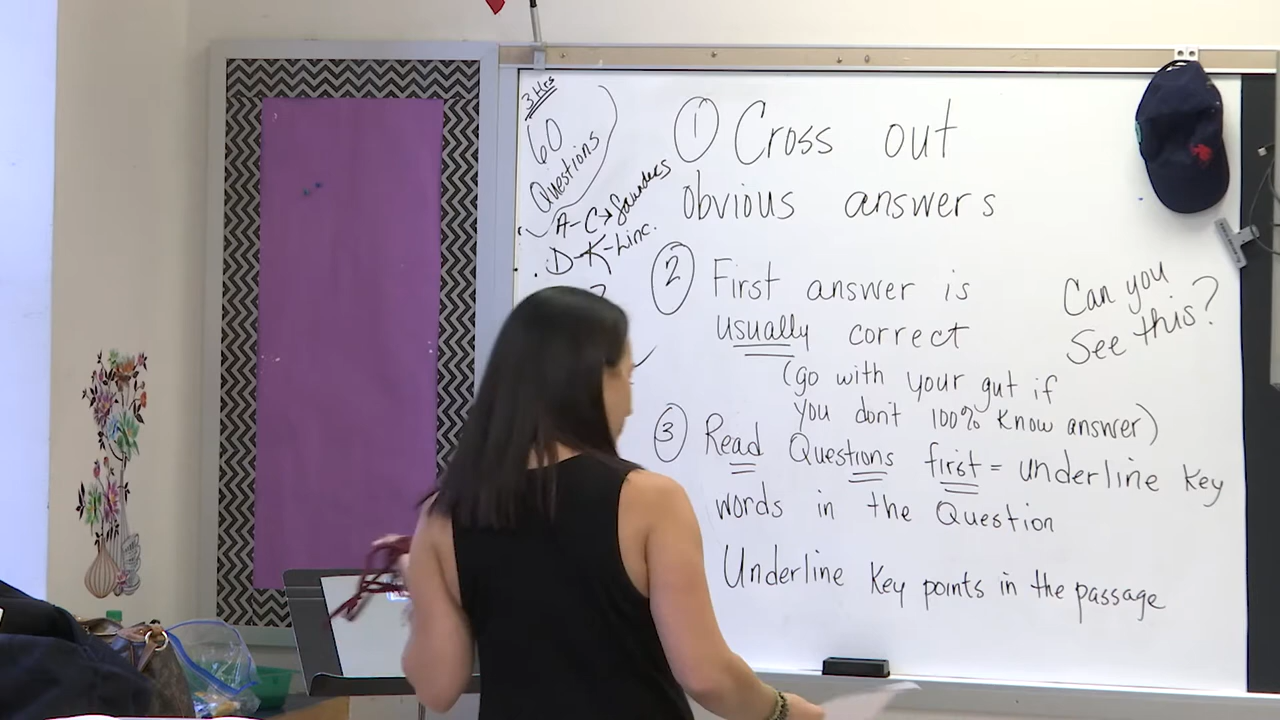 3 Hrs
60
Questions
A-C→Saunders
D-K-Linc.
① Cross out
obvious answers
② First answer is
usually correct
(go with your gut if
you don't 100% know answer)
③ Read Questions first = underline key
words in the Question
Underline key points in the passage
Can you
See this?